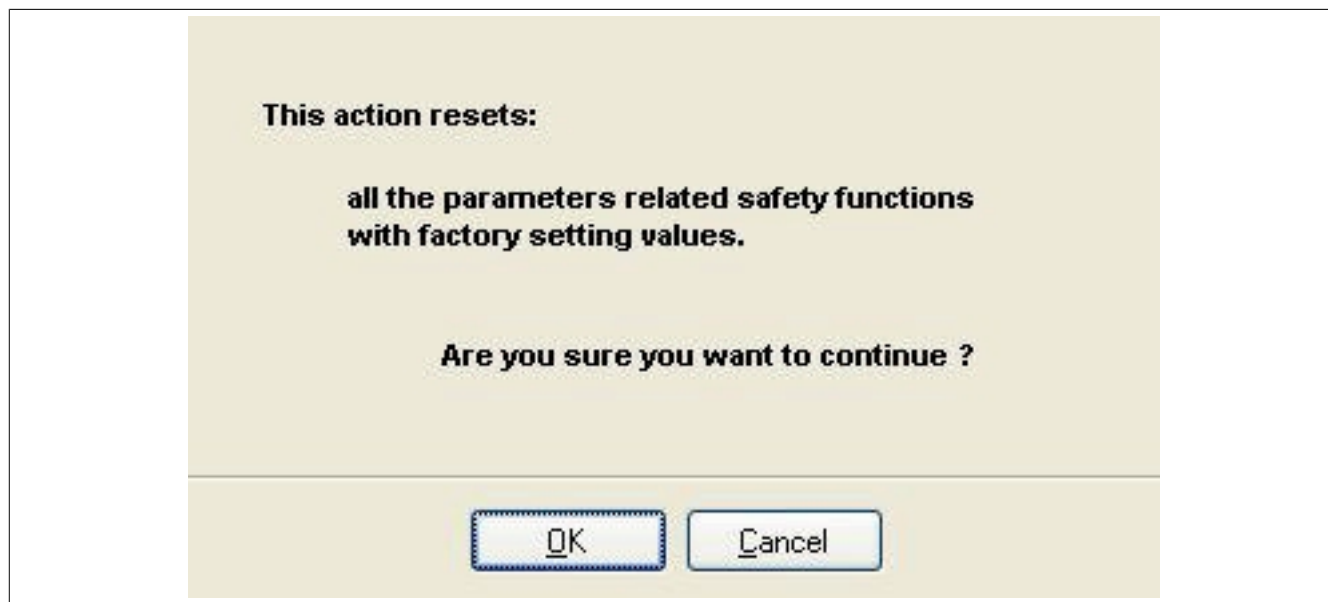 This action resets:
all the parameters related safety functions
with factory setting values.
Are you sure you want to continue ?
OK
Cancel